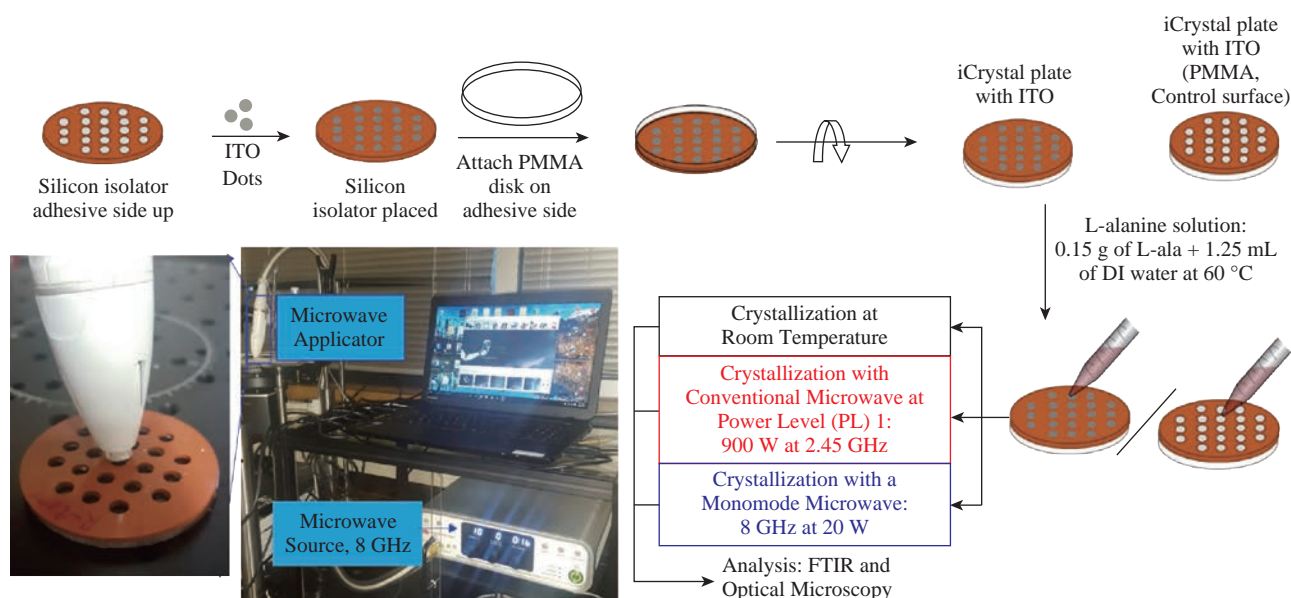 Silicon isolator
adhesive side up
ITO
Dots
Silicon
isolator placed
Attach PMMA
disk on
adhesive side
iCrystal plate
with ITO
iCrystal plate
with ITO
(PMMA,
Control surface)
L-alanine solution:
0.15 g of L-ala + 1.25 mL
of DI water at 60 °C
Microwave
Applicator
Microwave
Source, 8 GHz
Crystallization at
Room Temperature
Crystallization with
Conventional Microwave at
Power Level (PL) 1:
900 W at 2.45 GHz
Crystallization with a
Monomode Microwave:
8 GHz at 20 W
Analysis: FTIR and
Optical Microscopy